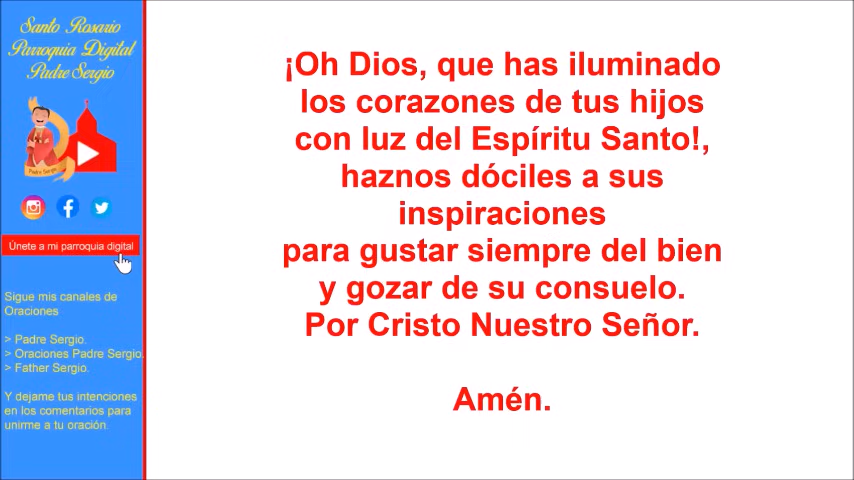 Santo Rosario
Parroquia Digital
Padre Sergio
Padre Sergio
Únete a mi parroquia digital
Sigue mis canales de
Oraciones
> Padre Sergio.
> Oraciones Padre Sergio.
> Father Sergio.
Y dejame tus intenciones
en los comentarios para
unirme a tu oración.
¡Oh Dios, que has iluminado
los corazones de tus hijos
con luz del Espíritu Santo!,
haznos dóciles a sus
inspiraciones
para gustar siempre del bien
y gozar de su consuelo.
Por Cristo Nuestro Señor.
Amén.